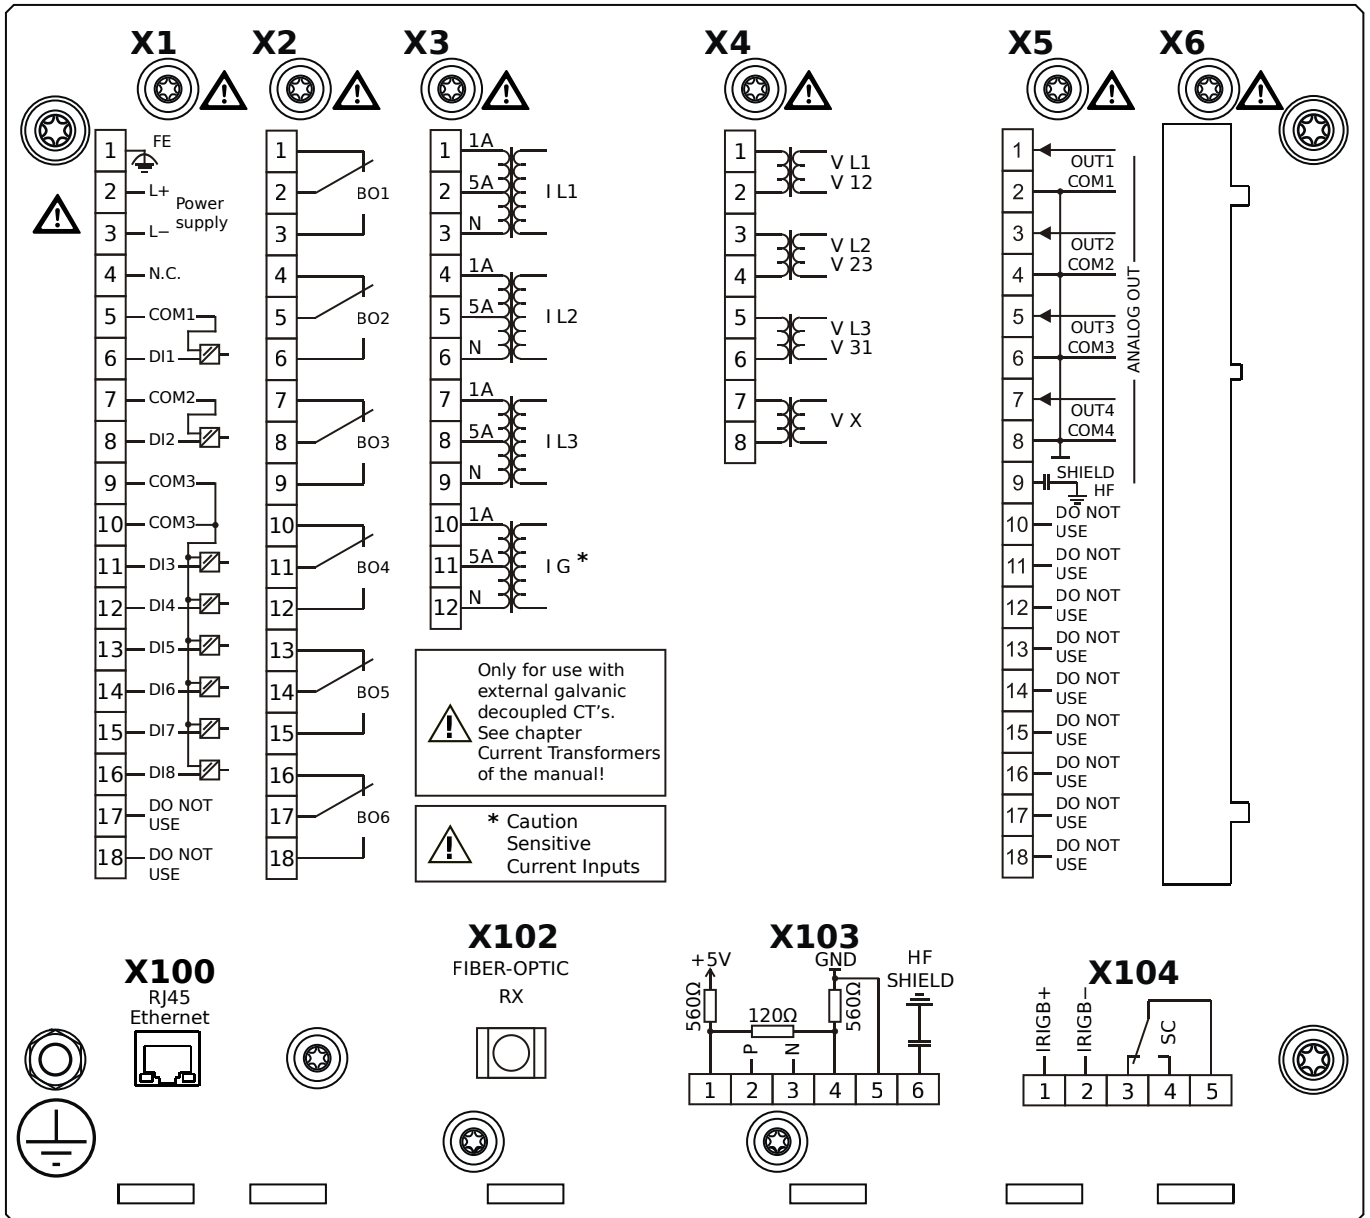 X1
X2
X3
X4
X5
X6
1 FE
2 L+ Power
supply
3 L−
4 N.C.
5 COM1
6 DI1
7 COM2
8 DI2
9 COM3
10 COM3
11 DI3
12 DI4
13 DI5
14 DI6
15 DI7
16 DI8
17 DO NOT
USE
18 DO NOT
USE
1
2 BO1
3
4
5 BO2
6
7
8 BO3
9
10
11 BO4
12
13
14 BO5
15
16
17 BO6
18
1 1A
2 5A I L1
3 N
4 1A
5 5A I L2
6 N
7 1A
8 5A I L3
9 N
10 1A
11 5A I G *
12 N
Only for use with
external galvanic
decoupled CT's.
See chapter
Current Transformers
of the manual!
* Caution
Sensitive
Current Inputs
1 V L1
2 V 12
3 V L2
4 V 23
5 V L3
6 V 31
7 V X
8
1 OUT1
2 COM1
3 OUT2
4 COM2
5 OUT3
6 COM3
7 OUT4
8 COM4
ANALOG OUT
9 SHIELD
HF
10 DO NOT
USE
11 DO NOT
USE
12 DO NOT
USE
13 DO NOT
USE
14 DO NOT
USE
15 DO NOT
USE
16 DO NOT
USE
17 DO NOT
USE
18 DO NOT
USE
X100
RJ45
Ethernet
X102
FIBER-OPTIC
RX
X103
+5V
GND
HF
SHIELD
560Ω
120Ω
560Ω
P
N
1 2 3 4 5 6
X104
IRIGB+
IRIGB−
SC
1 2 3 4 5